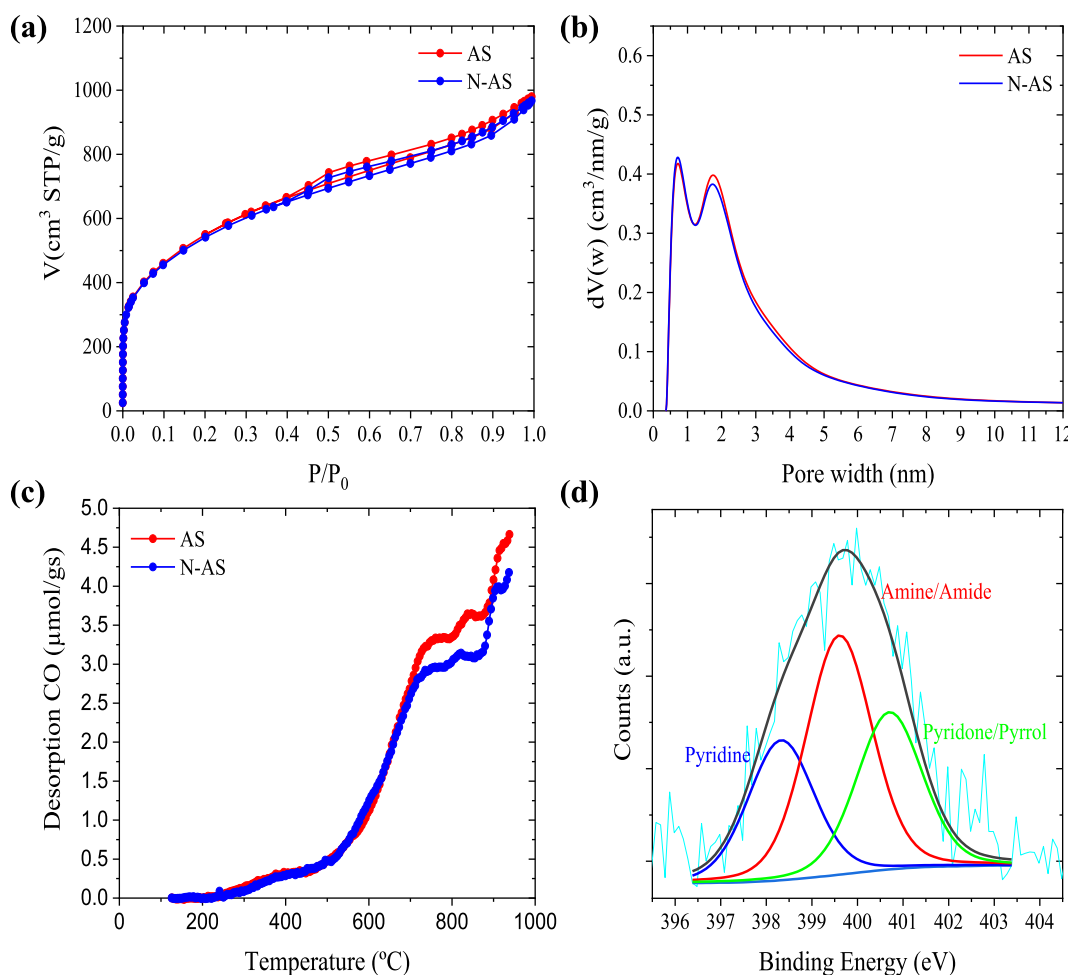 (a)
V(cm³ STP/g)
1200
1000
800
600
400
200
0
AS
N-AS
0.0 0.1 0.2 0.3 0.4 0.5 0.6 0.7 0.8 0.9 1.0
P/P₀
(b)
dV(w) (cm³/nm/g)
0.6
0.5
0.4
0.3
0.2
0.1
0.0
AS
N-AS
0 1 2 3 4 5 6 7 8 9 10 11 12
Pore width (nm)
(c)
Desorption CO (µmol/gs)
5.0
4.5
4.0
3.5
3.0
2.5
2.0
1.5
1.0
0.5
0.0
AS
N-AS
0 200 400 600 800 1000
Temperature (ºC)
(d)
Counts (a.u.)
Amine/Amide
Pyridone/Pyrrol
Pyridine
396 397 398 399 400 401 402 403 404
Binding Energy (eV)